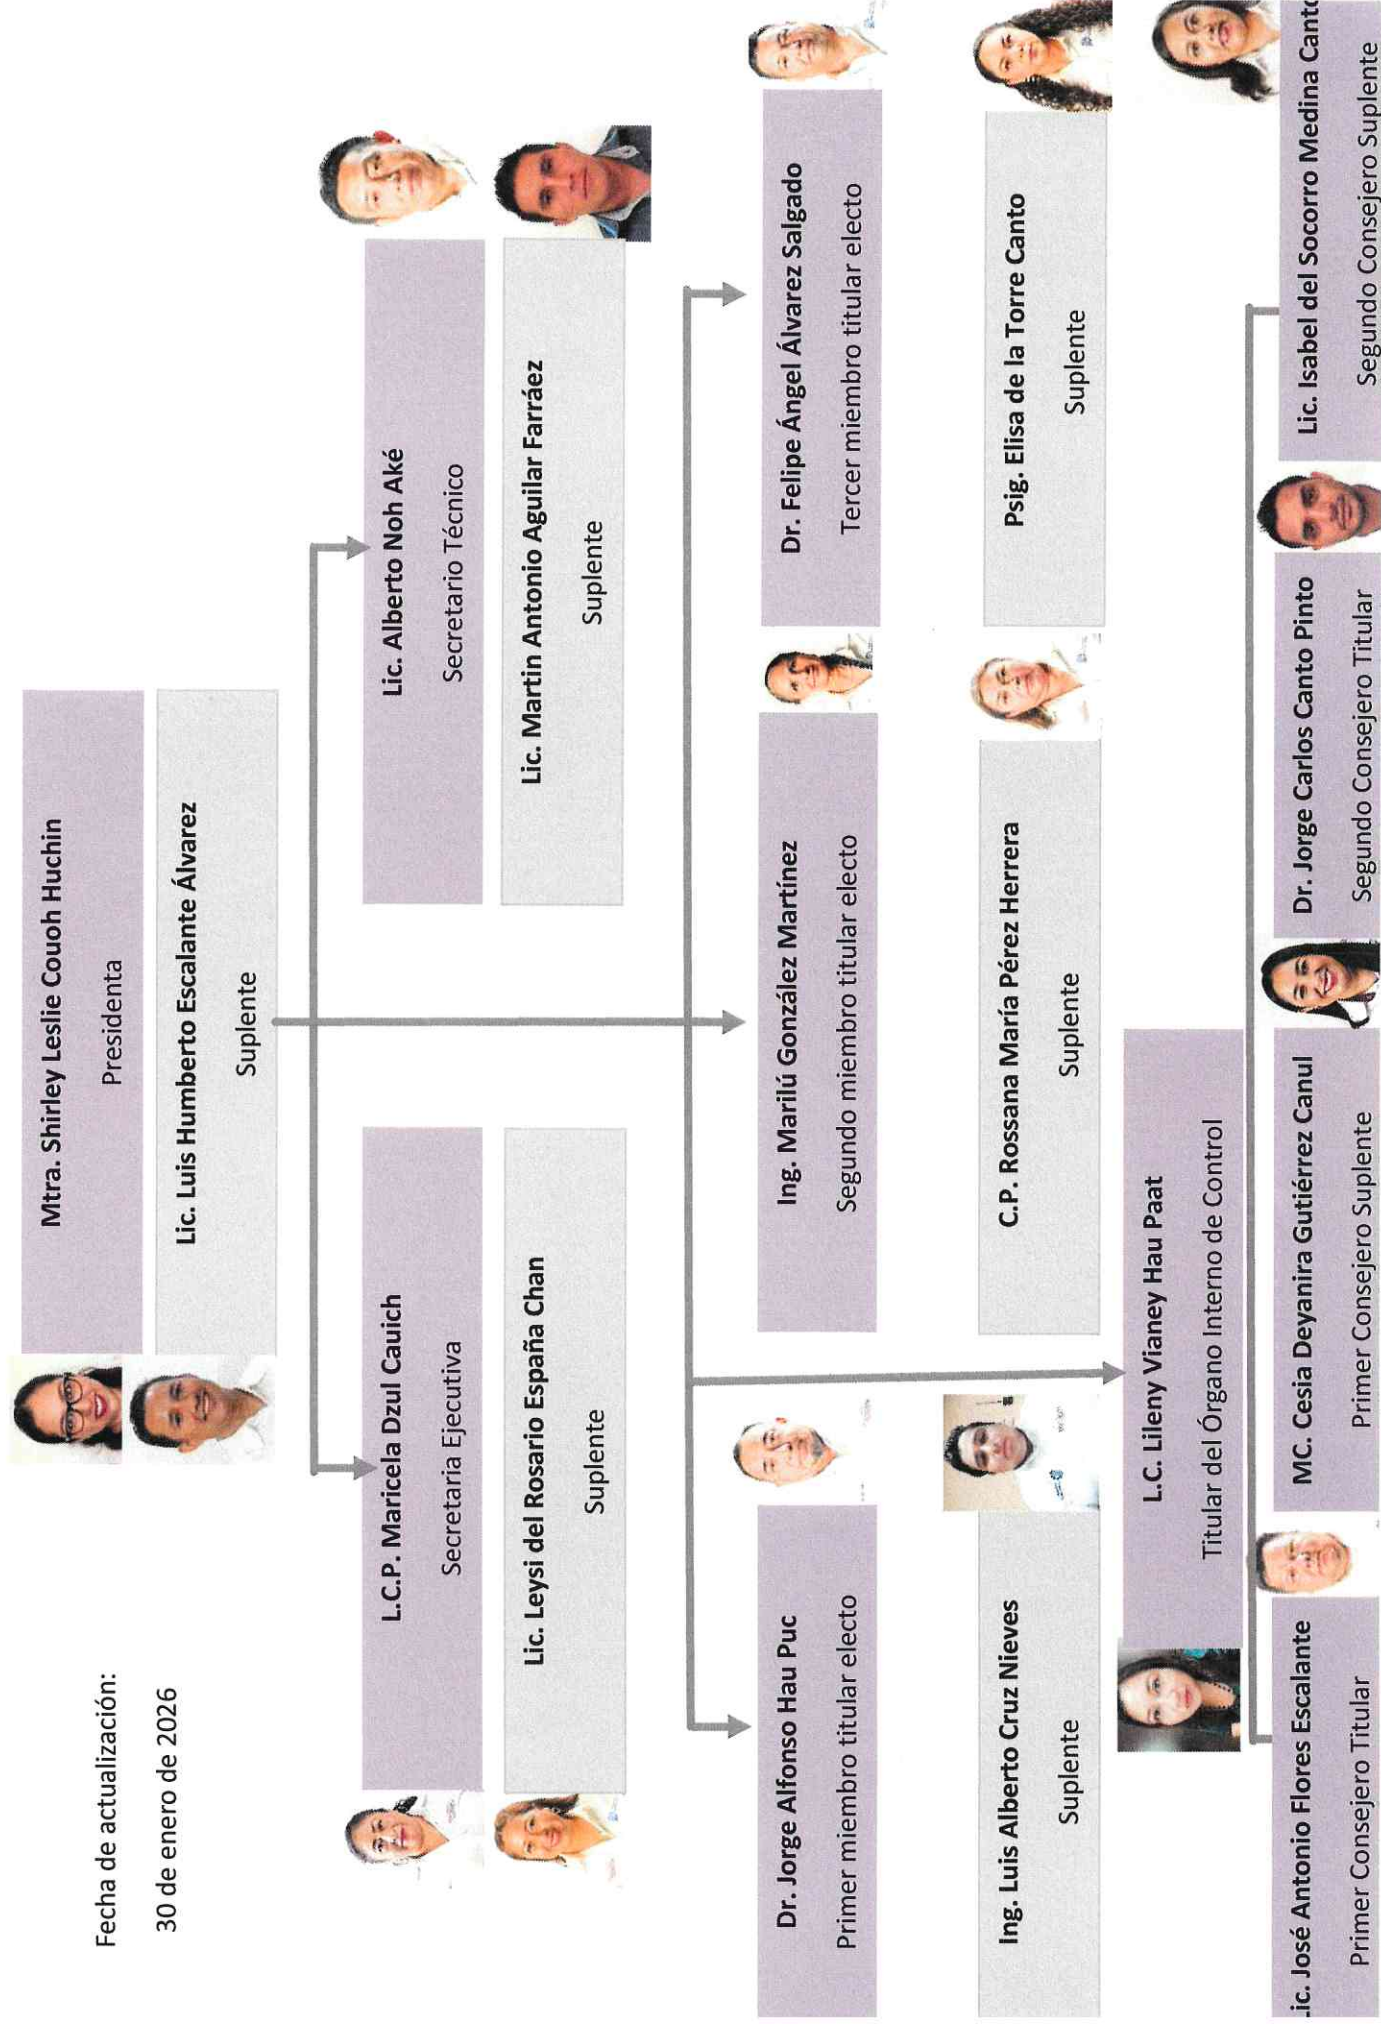 Fecha de actualización:
30 de enero de 2026
Mtra. Shirley Leslie Couoh Huchin
Presidenta
Lic. Luis Humberto Escalante Álvarez
Suplente
L.C.P. Maricela Dzul Cauich
Secretaria Ejecutiva
Lic. Leysi del Rosario España Chan
Suplente
Lic. Alberto Noh Aké
Secretario Técnico
Lic. Martin Antonio Aguilar Farráez
Suplente
Dr. Jorge Alfonso Hau Puc
Primer miembro titular electo
Ing. Marilú González Martínez
Segundo miembro titular electo
Dr. Felipe Ángel Álvarez Salgado
Tercer miembro titular electo
Ing. Luis Alberto Cruz Nieves
Suplente
C.P. Rossana María Pérez Herrera
Suplente
Psig. Elisa de la Torre Canto
Suplente
L.C. Lileny Vianey Hau Paat
Titular del Órgano Interno de Control
Lic. José Antonio Flores Escalante
Primer Consejero Titular
MC. Cesia Deyanira Gutiérrez Canul
Primer Consejero Suplente
Dr. Jorge Carlos Canto Pinto
Segundo Consejero Titular
Lic. Isabel del Socorro Medina Canto
Segundo Consejero Suplente